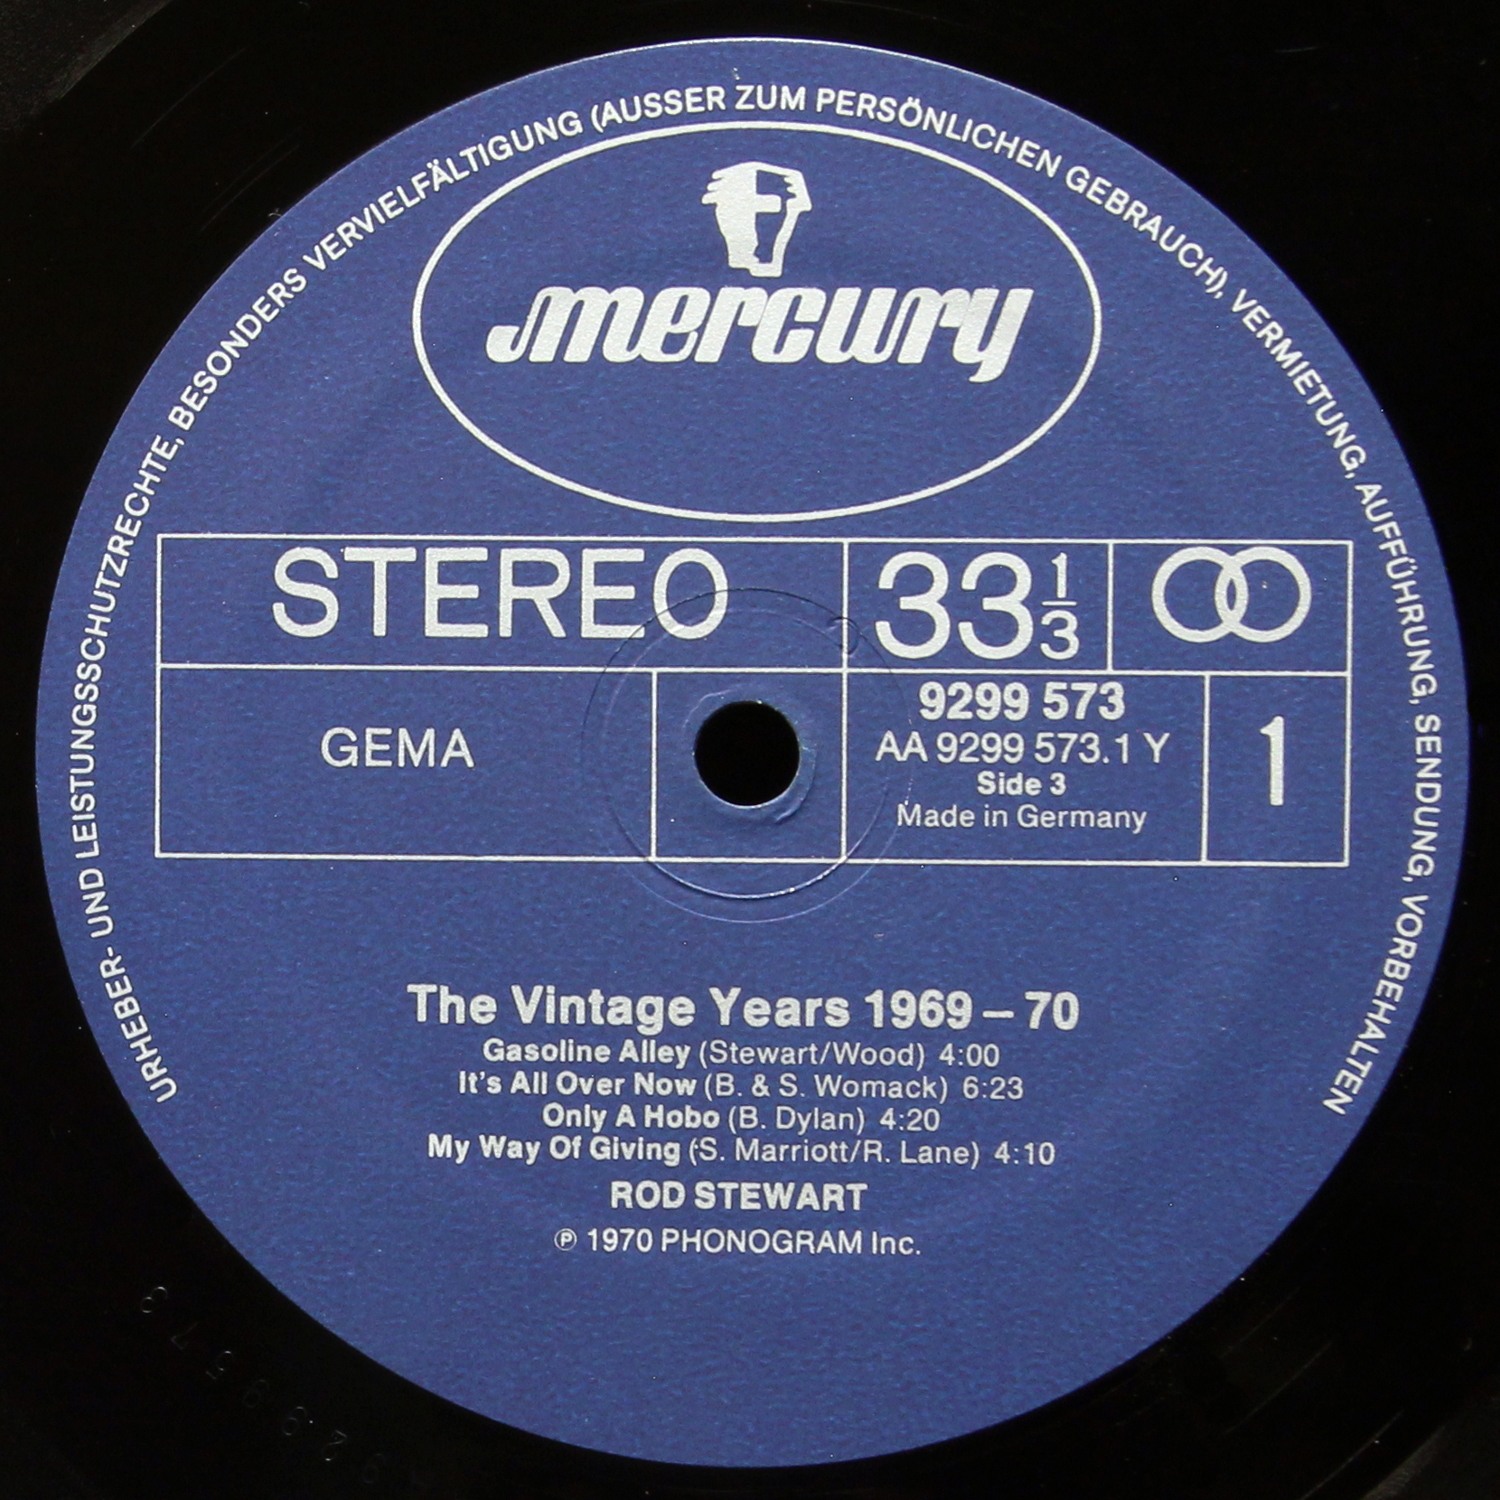 URHEBER- UND LEISTUNGSSCHUTZRECHTE, BESONDERS VERVIELFÄLTIGUNG (AUSSER ZUM PERSÖNLICHEN GEBRAUCH), VERMIETUNG, AUFFÜHRUNG, SENDUNG, VORBEHALTEN
mercury
STEREO
33 1/3
GEMA
9299 573
AA 9299 573.1 Y
Side 3
Made in Germany
1
The Vintage Years 1969 – 70
Gasoline Alley (Stewart/Wood) 4:00
It's All Over Now (B. & S. Womack) 6:23
Only A Hobo (B. Dylan) 4:20
My Way Of Giving (S. Marriott/R. Lane) 4:10
ROD STEWART
℗ 1970 PHONOGRAM Inc.
9299573